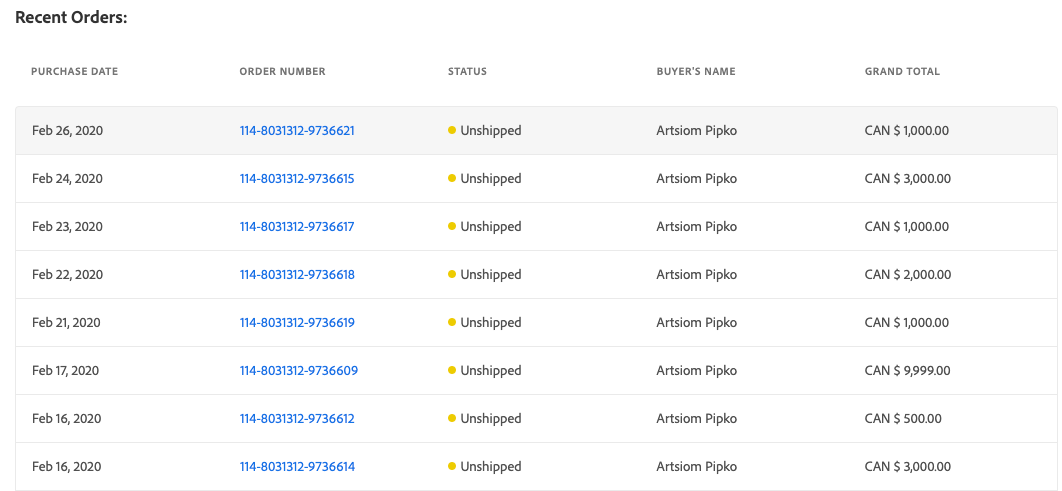 Recent Orders:
PURCHASE DATE ORDER NUMBER STATUS BUYER'S NAME GRAND TOTAL
Feb 26, 2020 114-8031312-9736621 Unshipped Artsiom Pipko CAN $ 1,000.00
Feb 24, 2020 114-8031312-9736615 Unshipped Artsiom Pipko CAN $ 3,000.00
Feb 23, 2020 114-8031312-9736617 Unshipped Artsiom Pipko CAN $ 1,000.00
Feb 22, 2020 114-8031312-9736618 Unshipped Artsiom Pipko CAN $ 2,000.00
Feb 21, 2020 114-8031312-9736619 Unshipped Artsiom Pipko CAN $ 1,000.00
Feb 17, 2020 114-8031312-9736609 Unshipped Artsiom Pipko CAN $ 9,999.00
Feb 16, 2020 114-8031312-9736612 Unshipped Artsiom Pipko CAN $ 500.00
Feb 16, 2020 114-8031312-9736614 Unshipped Artsiom Pipko CAN $ 3,000.00